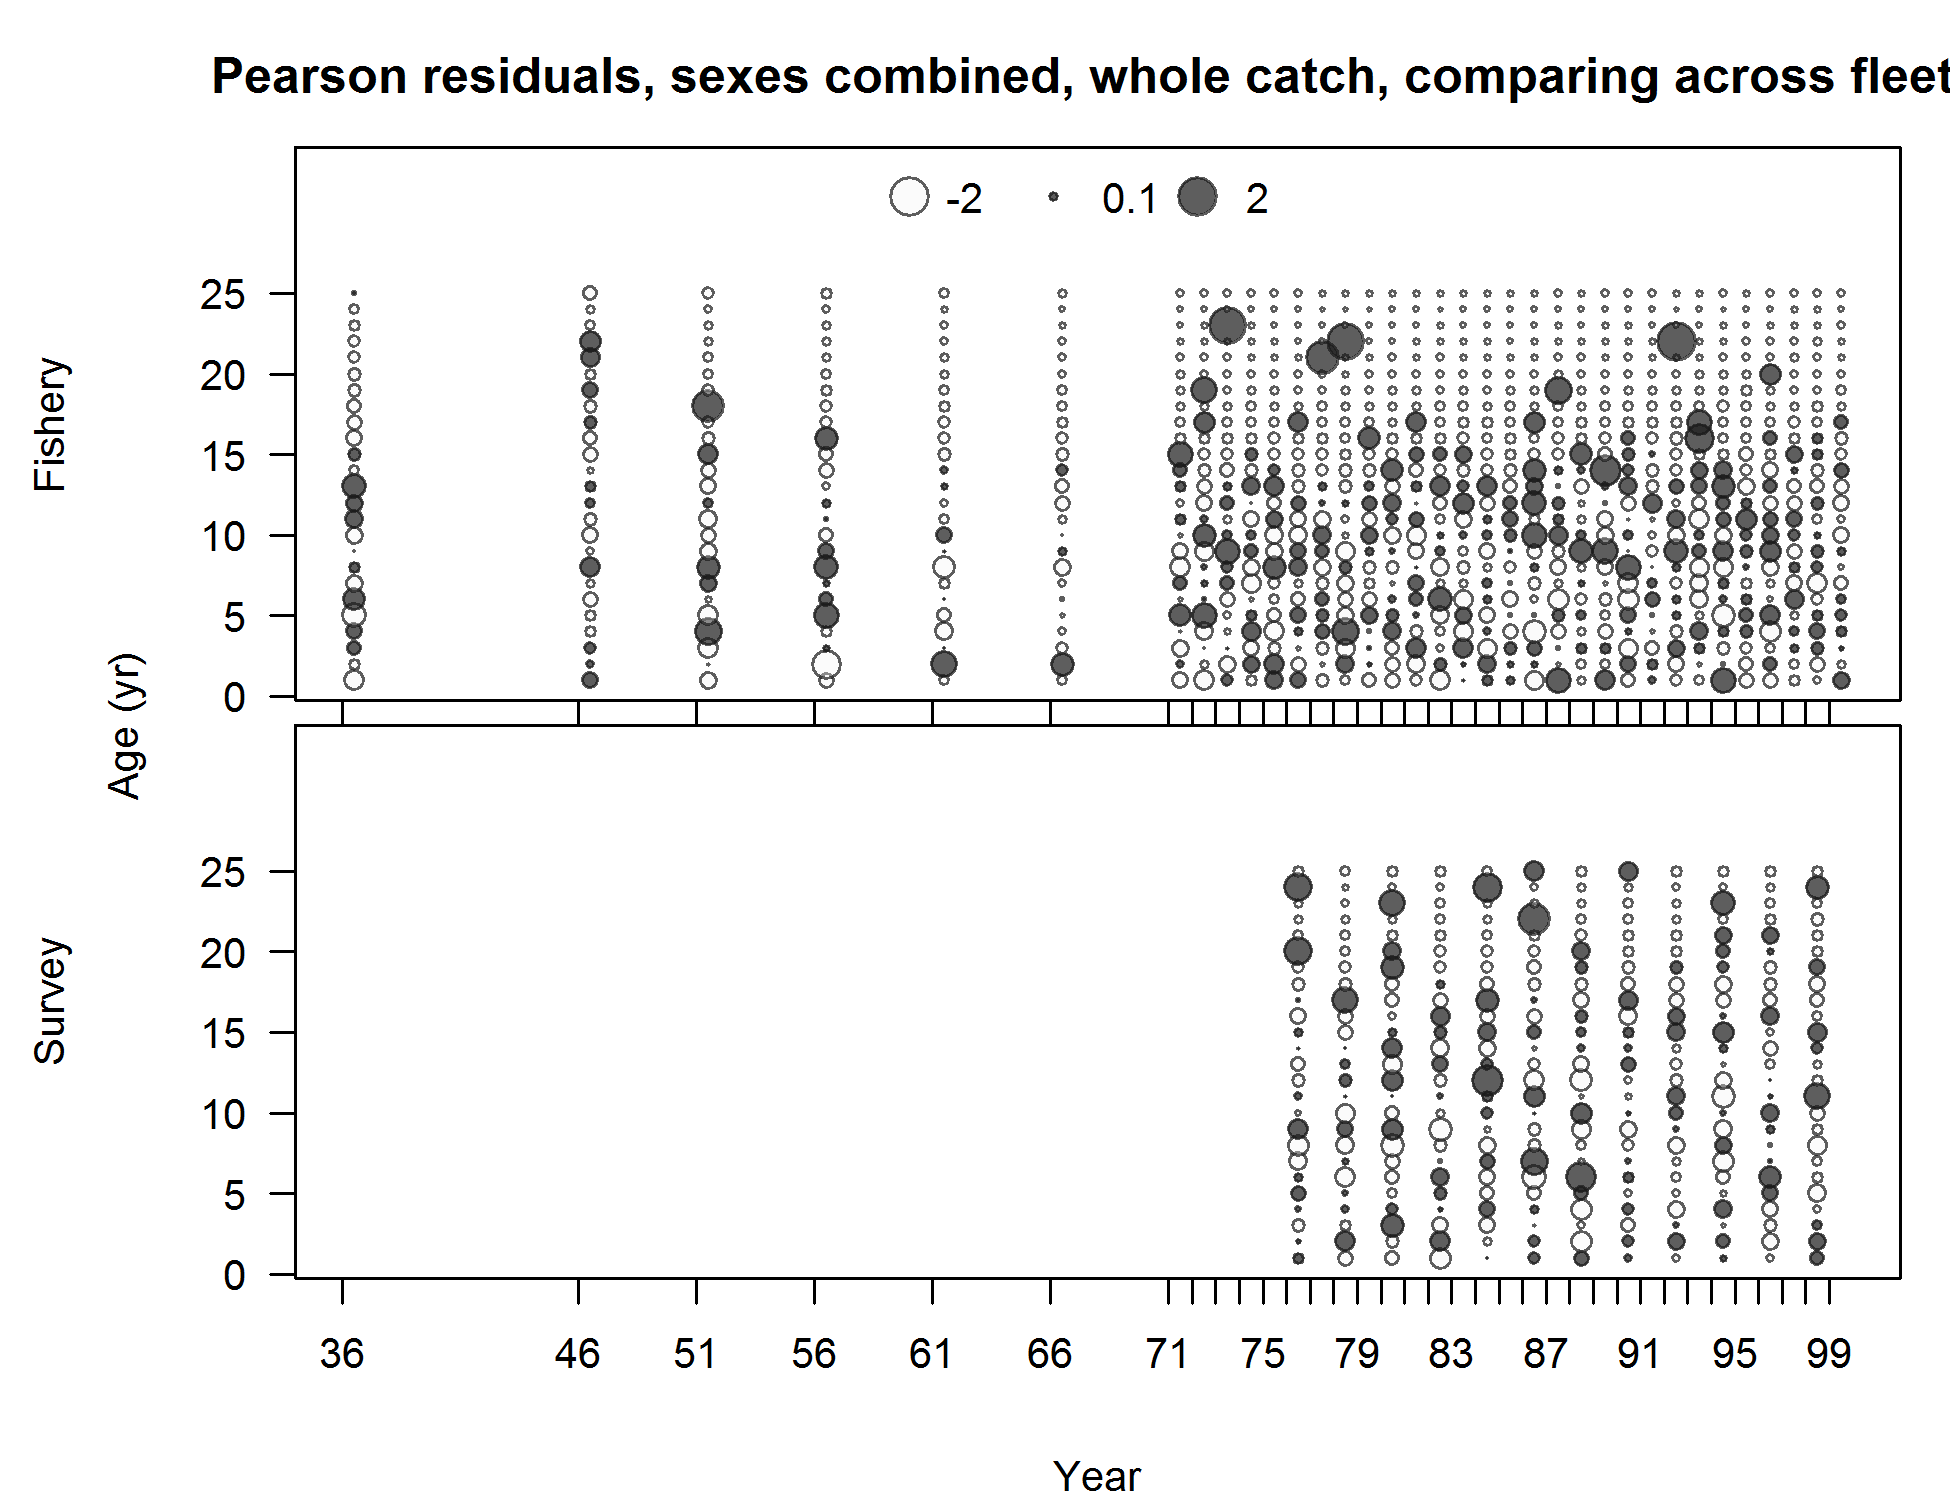 Pearson residuals, sexes combined, whole catch, comparing across fleet
-2 0.1 2
Fishery
25
20
15
10
5
0
Age (yr)
Survey
25
20
15
10
5
0
36 46 51 56 61 66 71 75 79 83 87 91 95 99
Year